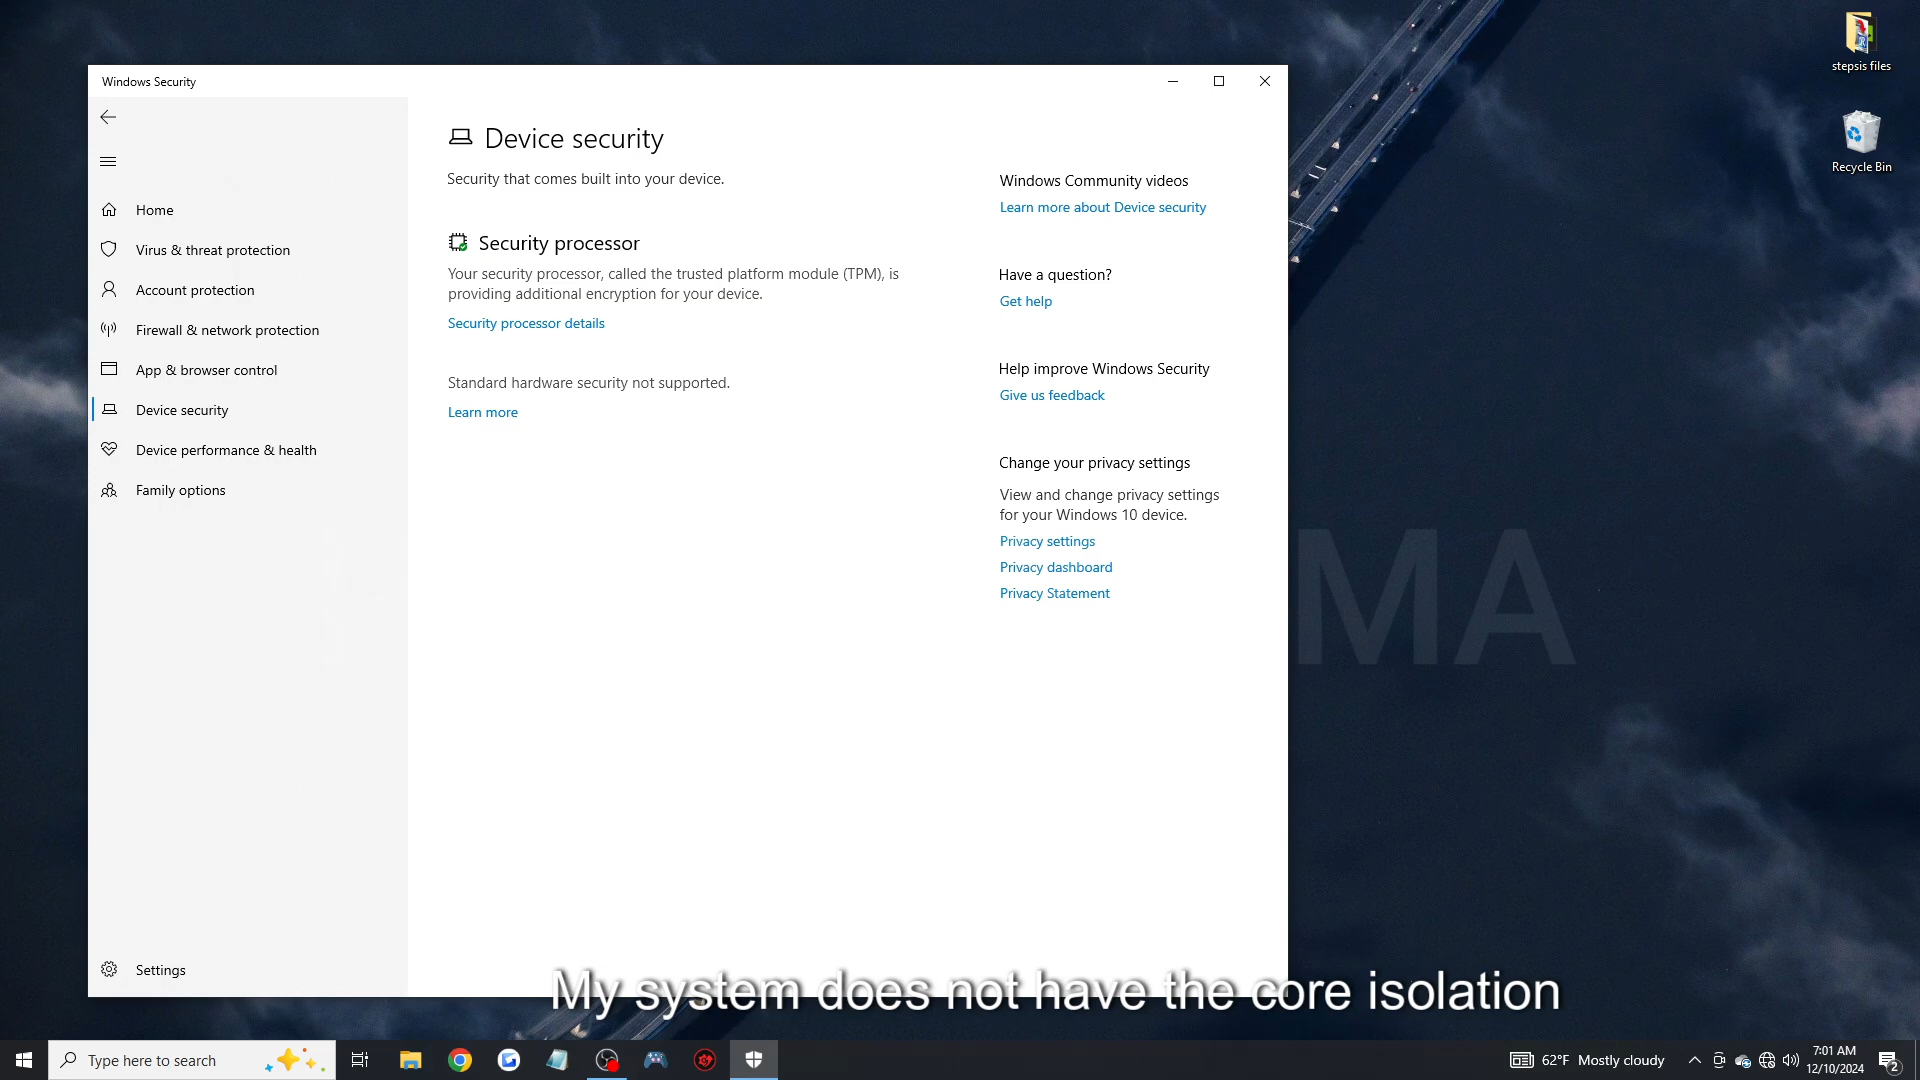 Windows Security
Home
Virus & threat protection
Account protection
Firewall & network protection
App & browser control
Device security
Device performance & health
Family options
Settings
Device security
Security that comes built into your device.
Security processor
Your security processor, called the trusted platform module (TPM), is
providing additional encryption for your device.
Security processor details
Standard hardware security not supported.
Learn more
Windows Community videos
Learn more about Device security
Have a question?
Get help
Help improve Windows Security
Give us feedback
Change your privacy settings
View and change privacy settings
for your Windows 10 device.
Privacy settings
Privacy dashboard
Privacy Statement
stepsis files
Recycle Bin
MA
My system does not have the core isolation
Type here to search
62°F Mostly cloudy
7:01 AM
12/10/2024
2